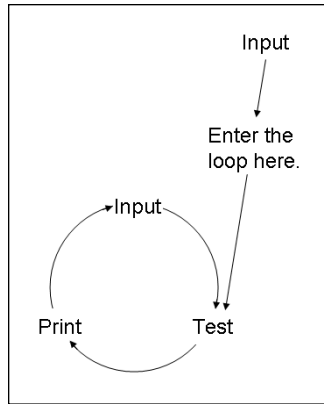 Input
Enter the
loop here.
Input
Print
Test